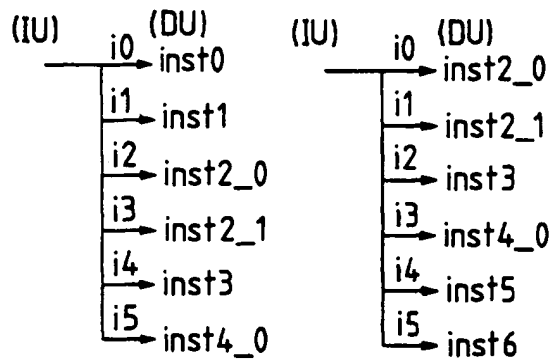 (IU) (DU)
i0 inst0
i1 inst1
i2 inst2_0
i3 inst2_1
i4 inst3
i5 inst4_0
(IU) (DU)
i0 inst2_0
i1 inst2_1
i2 inst3
i3 inst4_0
i4 inst5
i5 inst6